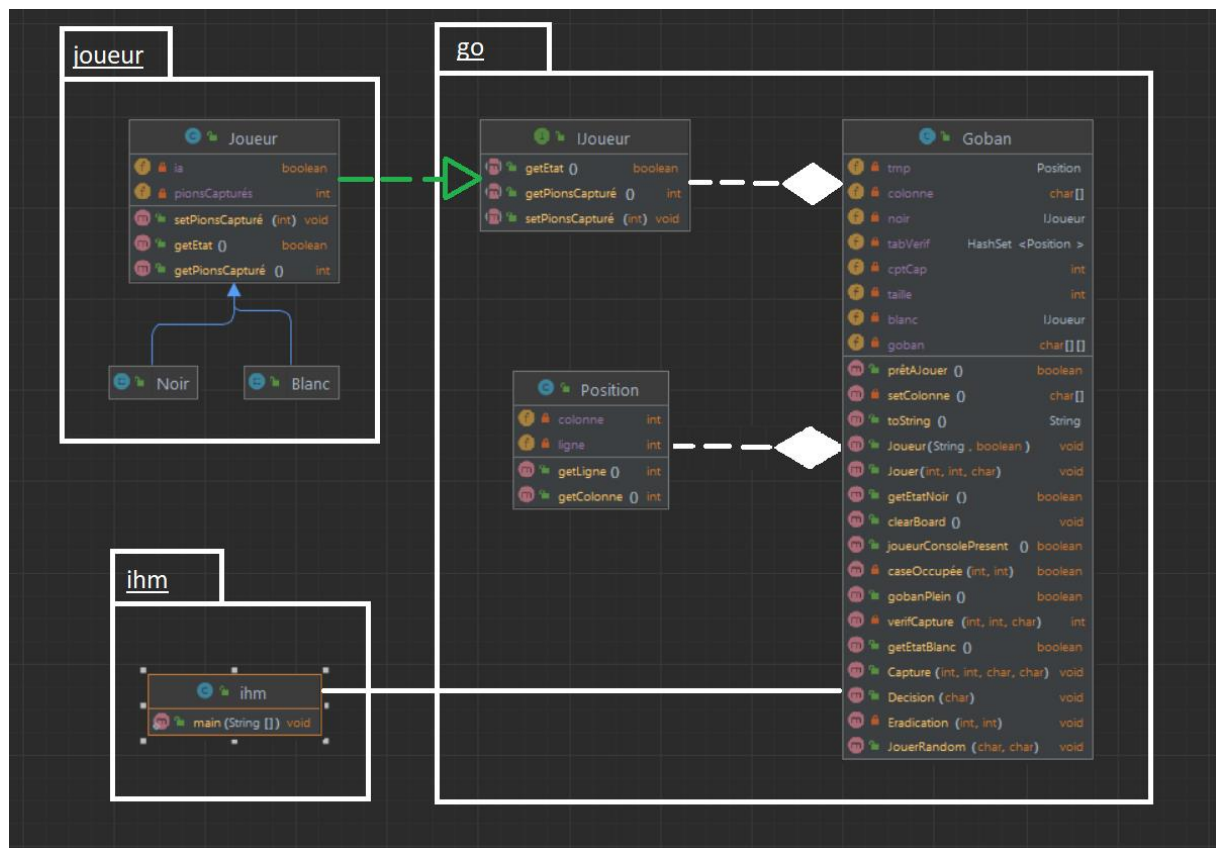 joueur
Joueur
ia boolean
pionsCapturés int
setPionsCapturé (int) void
getEtat () boolean
getPionsCapturé () int
Noir
Blanc
go
IJoueur
getEtat () boolean
getPionsCapturé () int
setPionsCapturé (int) void
Position
colonne int
ligne int
getLigne () int
getColonne () int
Goban
tmp Position
colonne char[]
noir IJoueur
tabVerif HashSet <Position >
cptCap int
taille int
blanc IJoueur
goban char[][]
prêtAJouer () boolean
setColonne () char[]
toString () String
Joueur(String , boolean ) void
Jouer(int, int, char) void
getEtatNoir () boolean
clearBoard () void
joueurConsolePresent () boolean
caseOccupée (int, int) boolean
gobanPlein () boolean
verifCapture (int, int, char) int
getEtatBlanc () boolean
Capture (int, int, char, char) void
Decision (char) void
Eradication (int, int) void
JouerRandom (char, char) void
ihm
ihm
main (String []) void